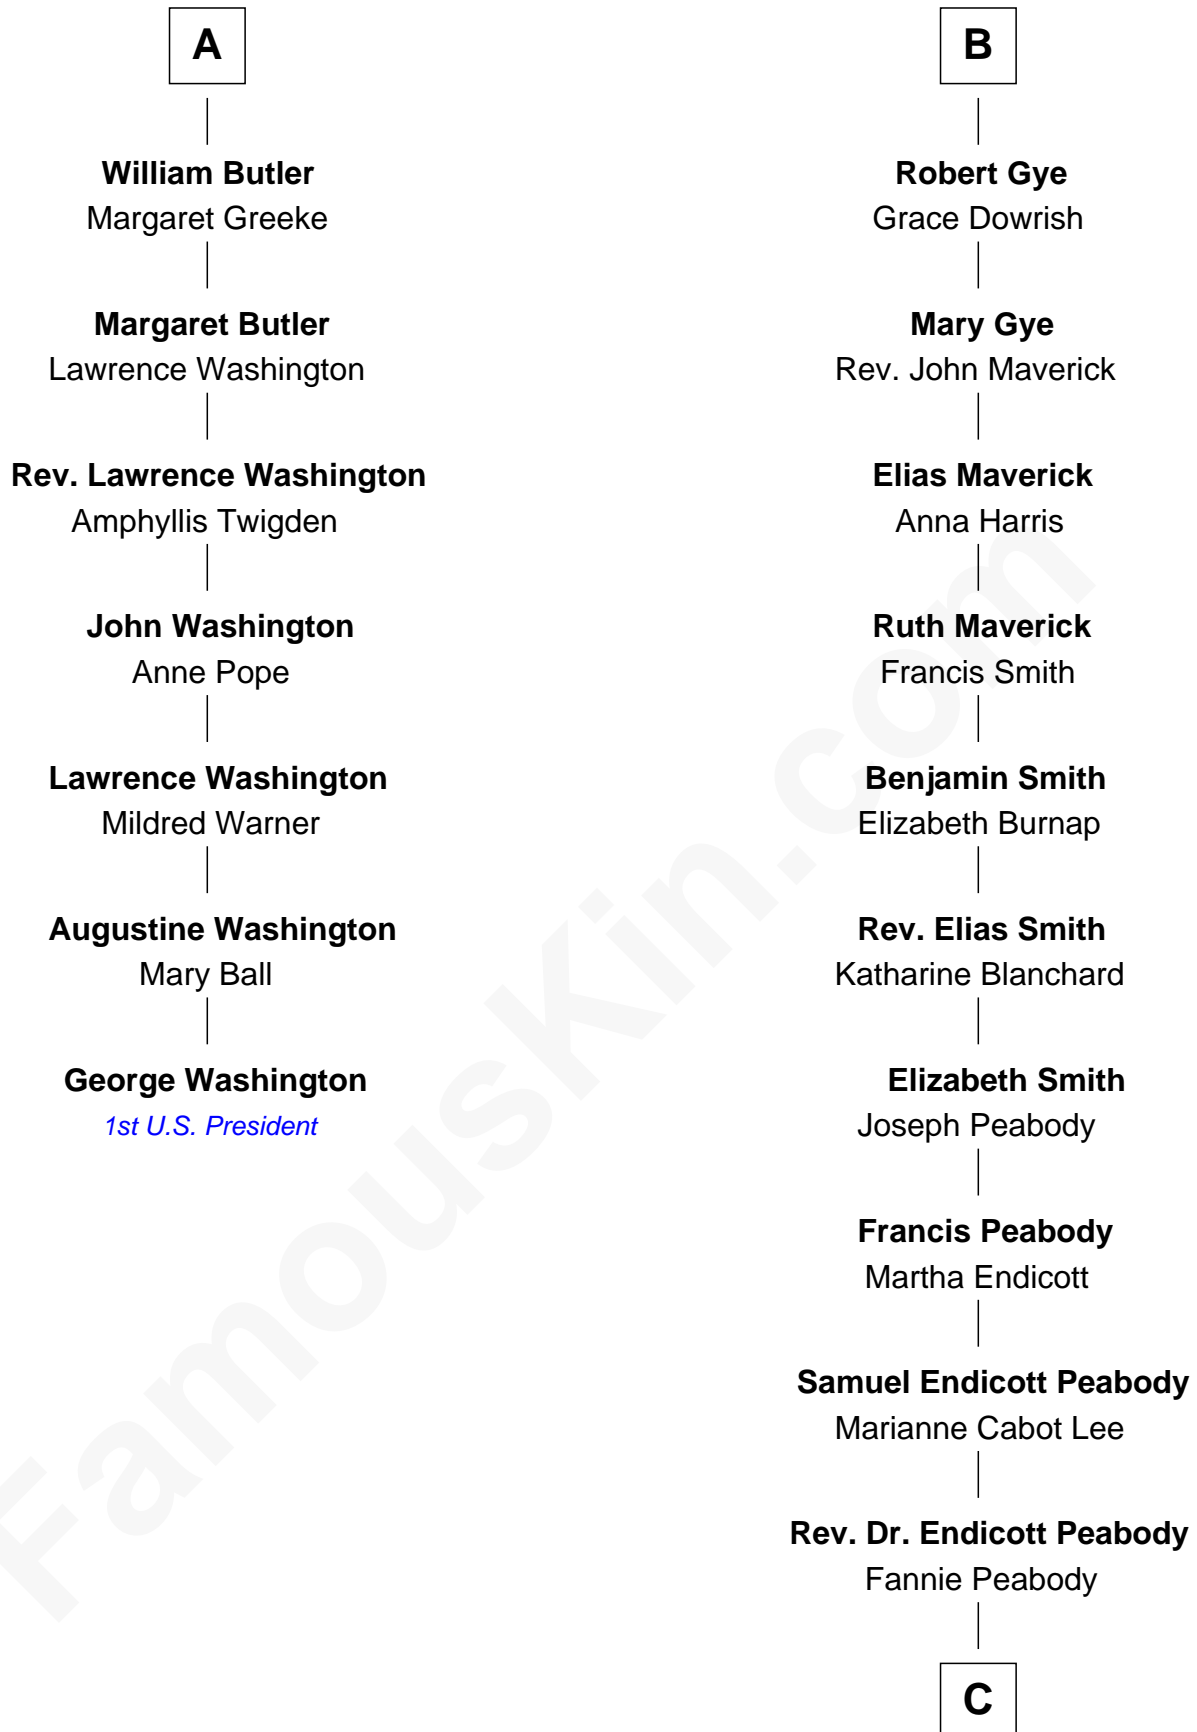 A
William Butler
Margaret Greeke
Margaret Butler
Lawrence Washington
Rev. Lawrence Washington
Amphyllis Twigden
John Washington
Anne Pope
Lawrence Washington
Mildred Warner
Augustine Washington
Mary Ball
George Washington
1st U.S. President
B
Robert Gye
Grace Dowrish
Mary Gye
Rev. John Maverick
Elias Maverick
Anna Harris
Ruth Maverick
Francis Smith
Benjamin Smith
Elizabeth Burnap
Rev. Elias Smith
Katharine Blanchard
Elizabeth Smith
Joseph Peabody
Francis Peabody
Martha Endicott
Samuel Endicott Peabody
Marianne Cabot Lee
Rev. Dr. Endicott Peabody
Fannie Peabody
C
FamousKin.com